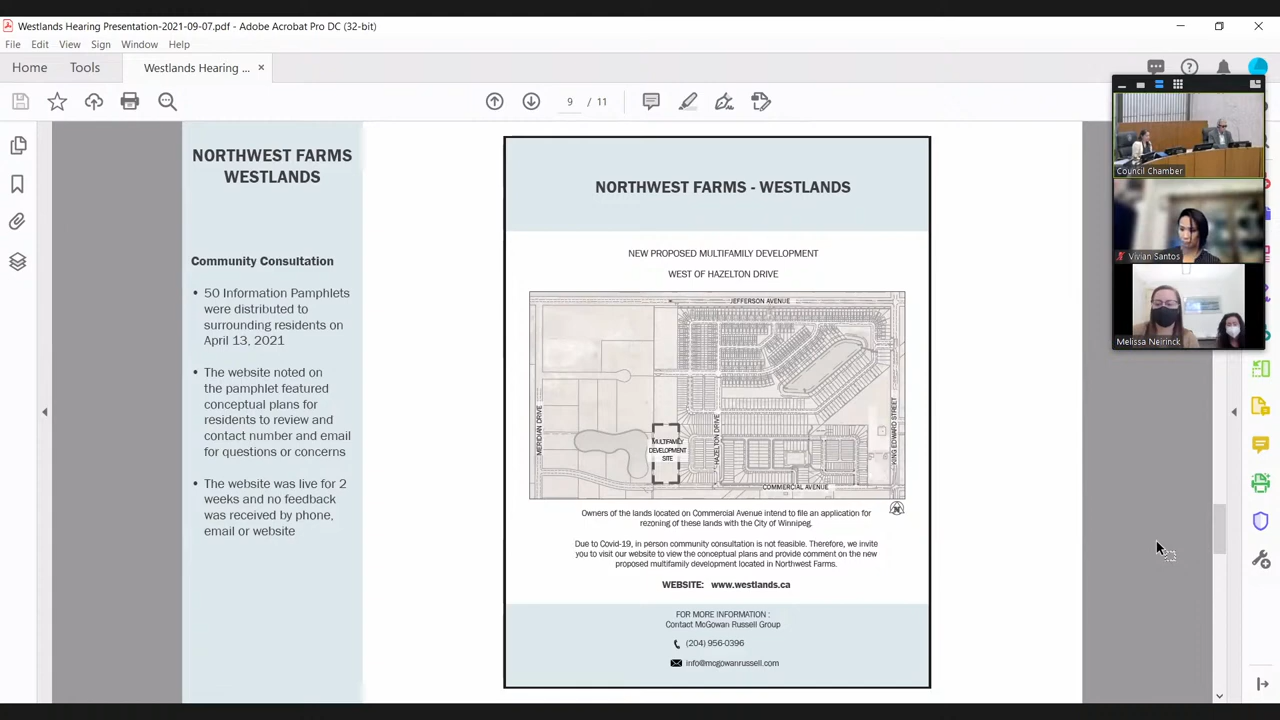 Westlands Hearing Presentation-2021-09-07.pdf - Adobe Acrobat Pro DC (32-bit)
File Edit View Sign Window Help
Home Tools Westlands Hearing ... ×
9 / 11
NORTHWEST FARMS
WESTLANDS
Community Consultation
• 50 Information Pamphlets
were distributed to
surrounding residents on
April 13, 2021
• The website noted on
the pamphlet featured
conceptual plans for
residents to review and
contact number and email
for questions or concerns
• The website was live for 2
weeks and no feedback
was received by phone,
email or website
NORTHWEST FARMS - WESTLANDS
NEW PROPOSED MULTIFAMILY DEVELOPMENT
WEST OF HAZELTON DRIVE
JEFFERSON AVENUE
MERIDIAN DRIVE
MULTIFAMILY
DEVELOPMENT
SITE
HAZELTON DRIVE
KING EDWARD STREET
COMMERCIAL AVENUE
Owners of the lands located on Commercial Avenue intend to file an application for
rezoning of these lands with the City of Winnipeg.
Due to Covid-19, in person community consultation is not feasible. Therefore, we invite
you to visit our website to view the conceptual plans and provide comment on the new
proposed multifamily development located in Northwest Farms.
WEBSITE: www.westlands.ca
FOR MORE INFORMATION :
Contact McGowan Russell Group
(204) 956-0396
info@mcgowanrussell.com
Council Chamber
Vivian Santos
Melissa Neirinck